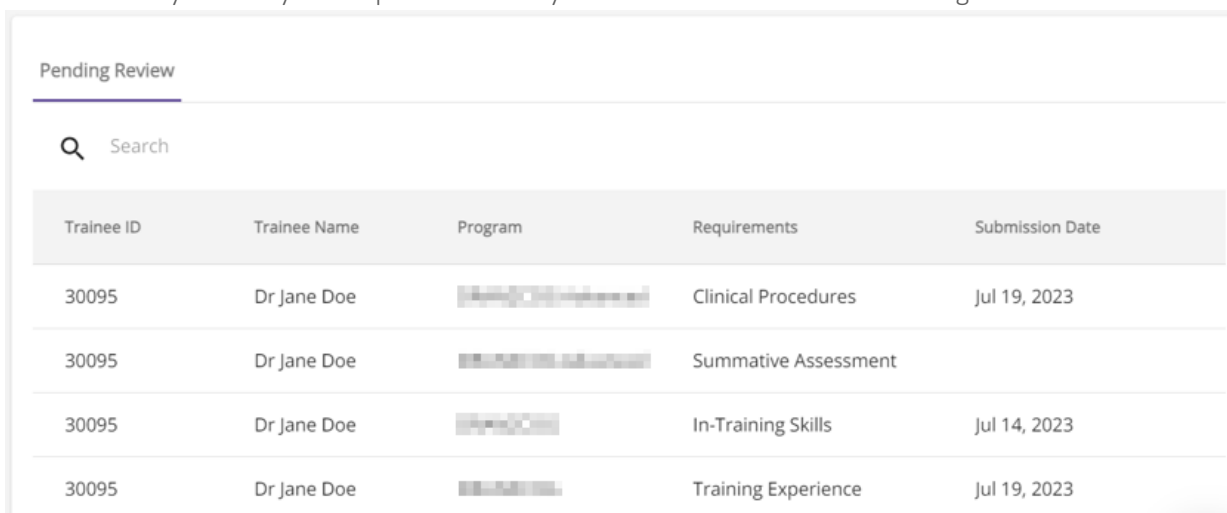 Pending Review
Search
Trainee ID Trainee Name Program Requirements Submission Date
30095 Dr Jane Doe Clinical Procedures Jul 19, 2023
30095 Dr Jane Doe Summative Assessment
30095 Dr Jane Doe In-Training Skills Jul 14, 2023
30095 Dr Jane Doe Training Experience Jul 19, 2023